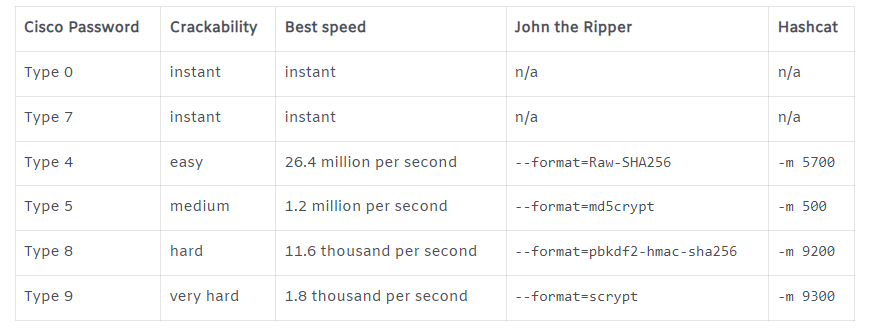 Cisco Password Crackability Best speed John the Ripper Hashcat
Type 0 instant instant n/a n/a
Type 7 instant instant n/a n/a
Type 4 easy 26.4 million per second --format=Raw-SHA256 -m 5700
Type 5 medium 1.2 million per second --format=md5crypt -m 500
Type 8 hard 11.6 thousand per second --format=pbkdf2-hmac-sha256 -m 9200
Type 9 very hard 1.8 thousand per second --format=scrypt -m 9300